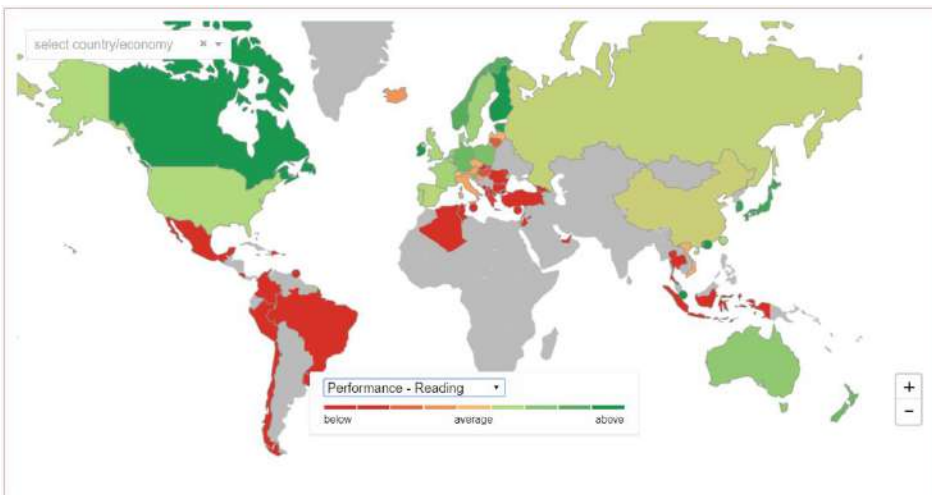 select country/economy
Performance - Reading
below average above
+
−